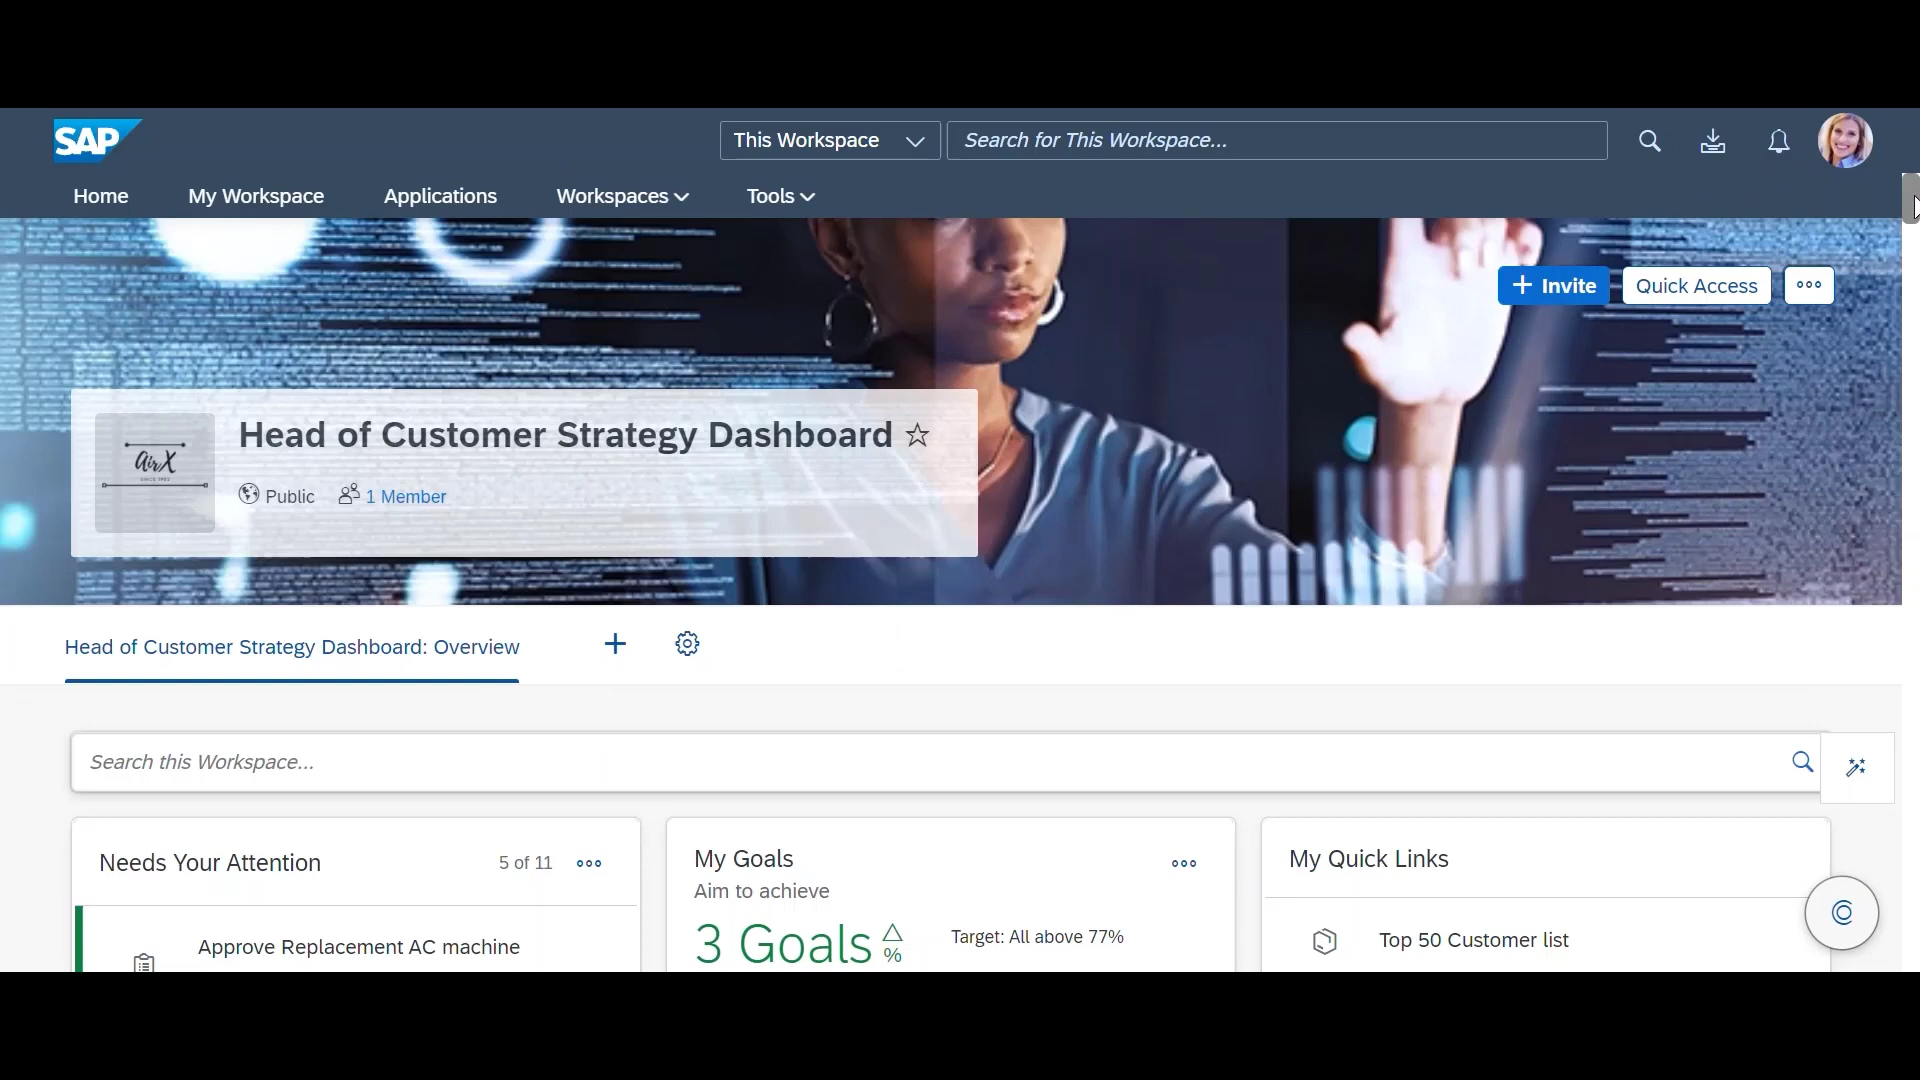 SAP
This Workspace
Search for This Workspace...
Home
My Workspace
Applications
Workspaces
Tools
+ Invite
Quick Access
Head of Customer Strategy Dashboard
AirX
SINCE 1982
Public
1 Member
Head of Customer Strategy Dashboard: Overview
Search this Workspace...
Needs Your Attention
5 of 11
Approve Replacement AC machine
My Goals
Aim to achieve
3 Goals
%
Target: All above 77%
My Quick Links
Top 50 Customer list